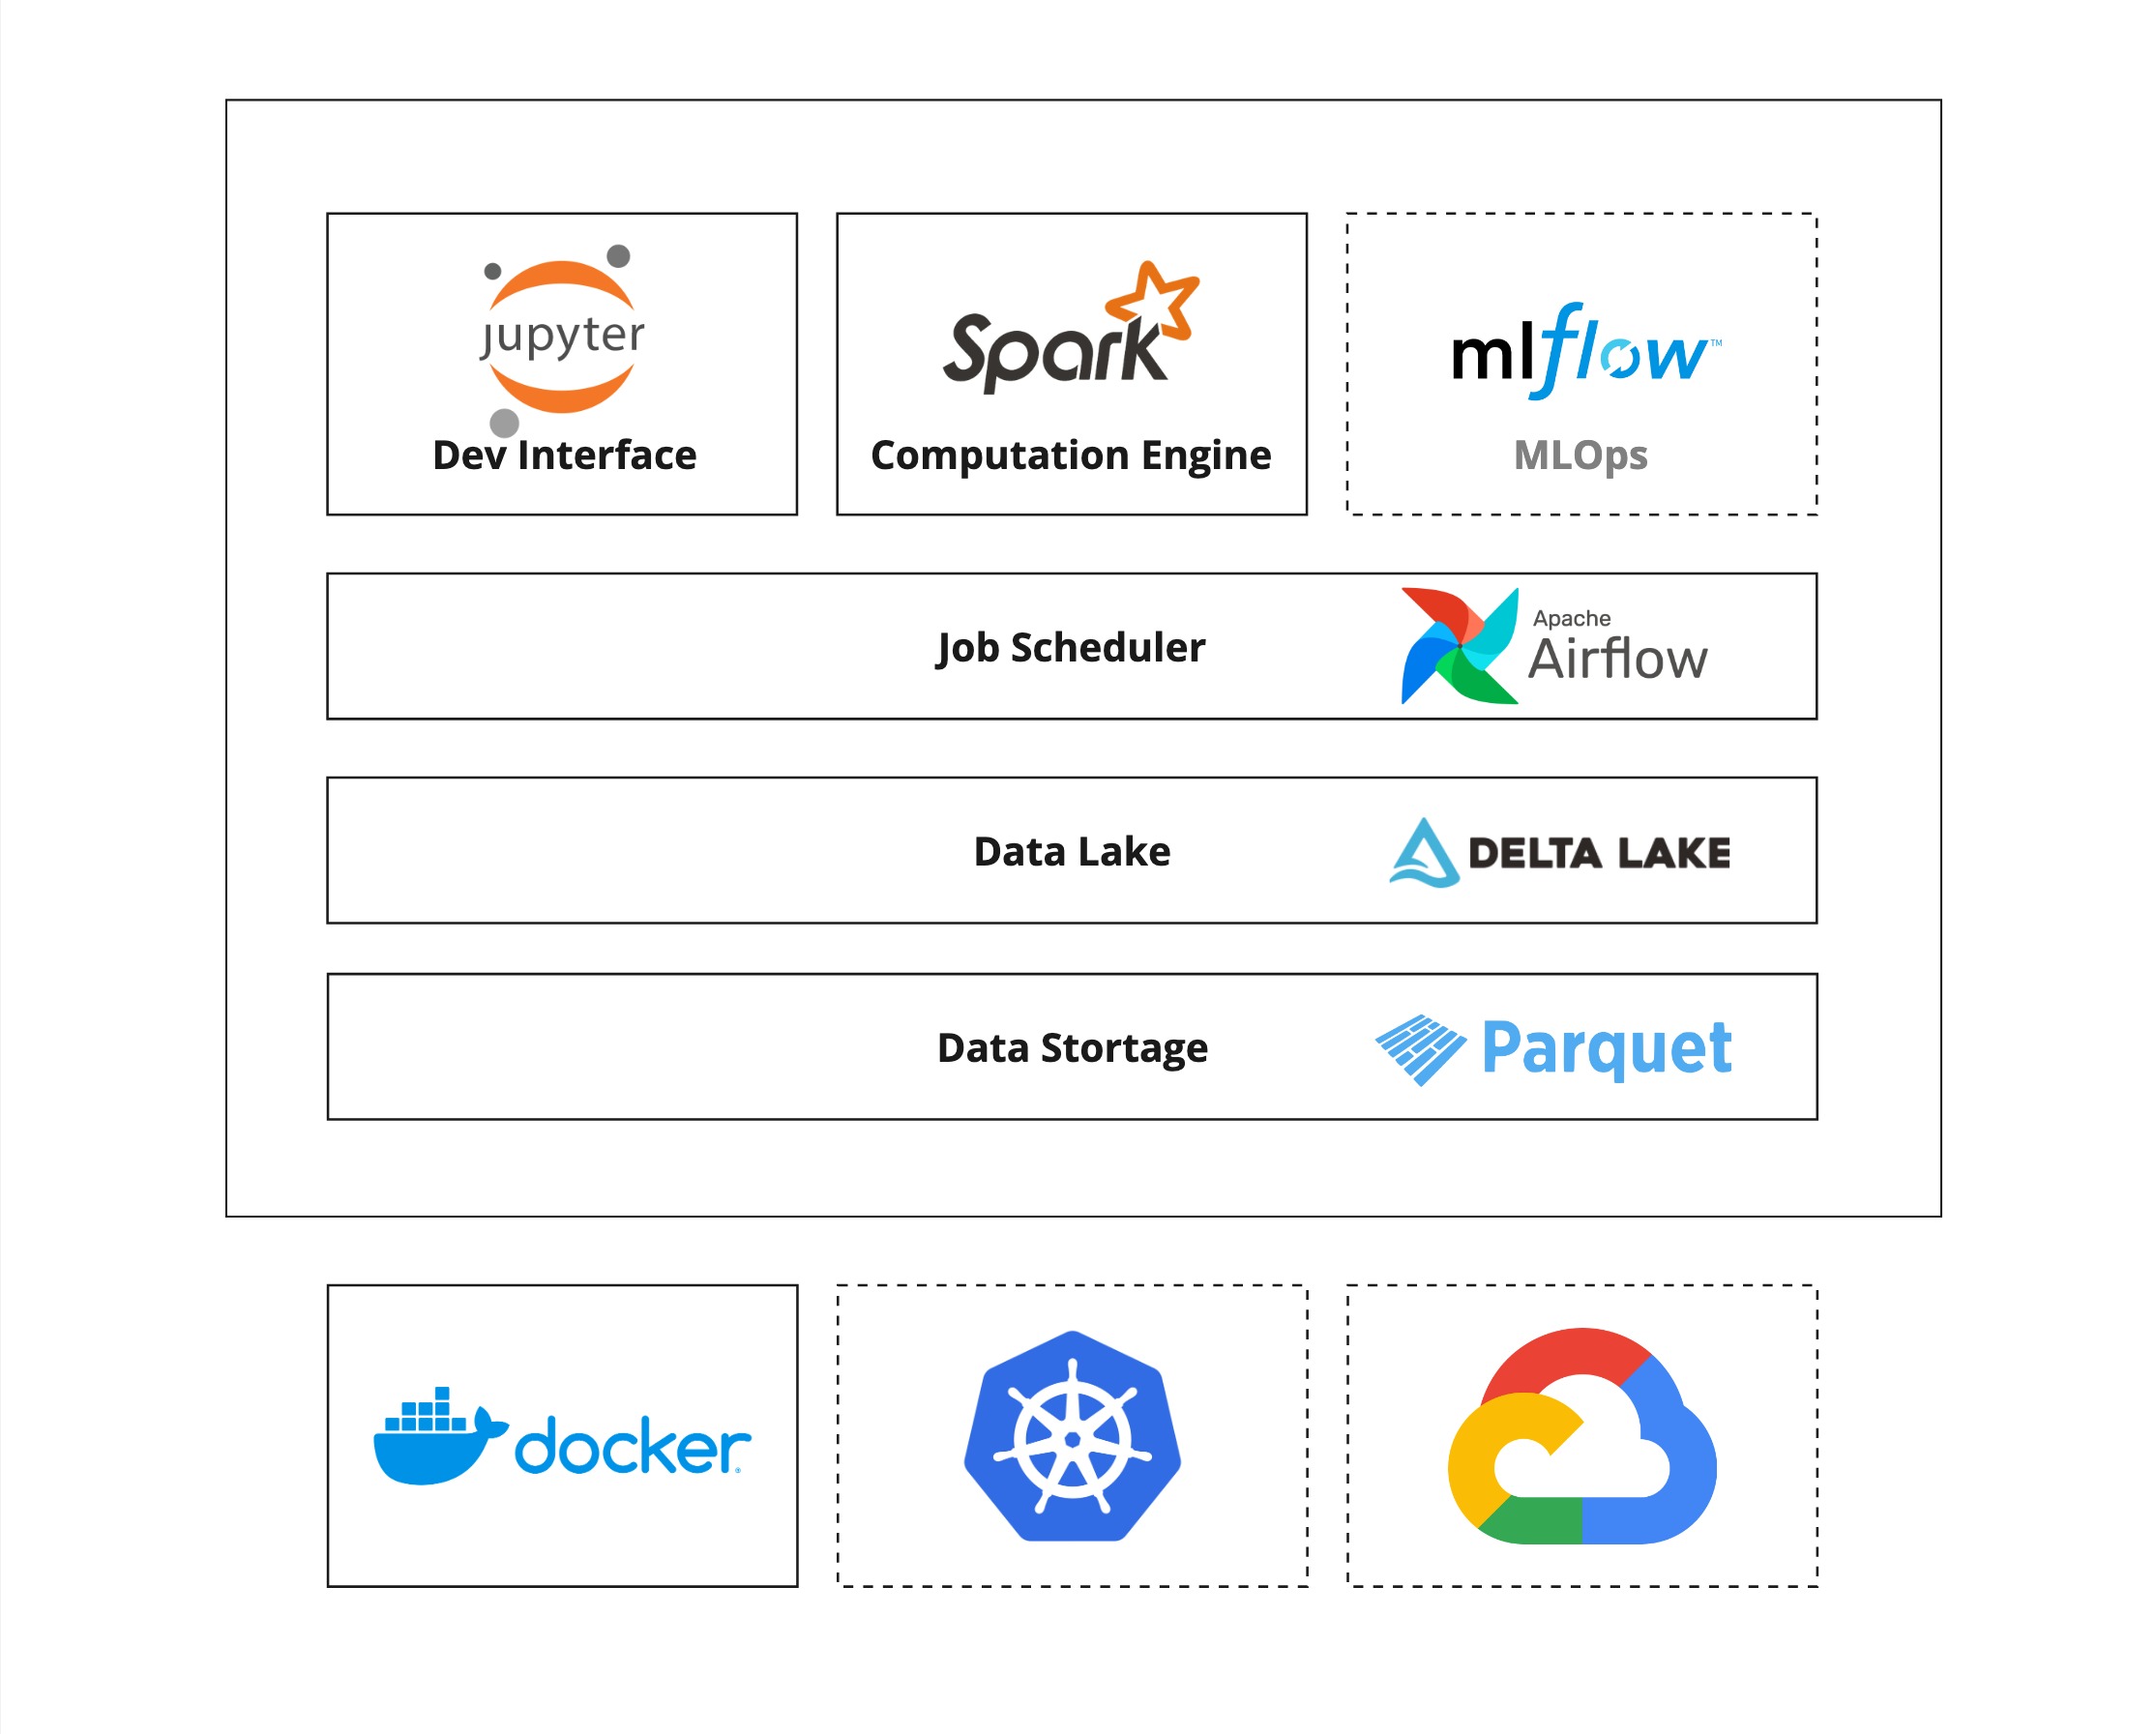 jupyter
Dev Interface
Spark
Computation Engine
mlflow™
MLOps
Job Scheduler
Apache
Airflow
Data Lake
DELTA LAKE
Data Stortage
Parquet
docker